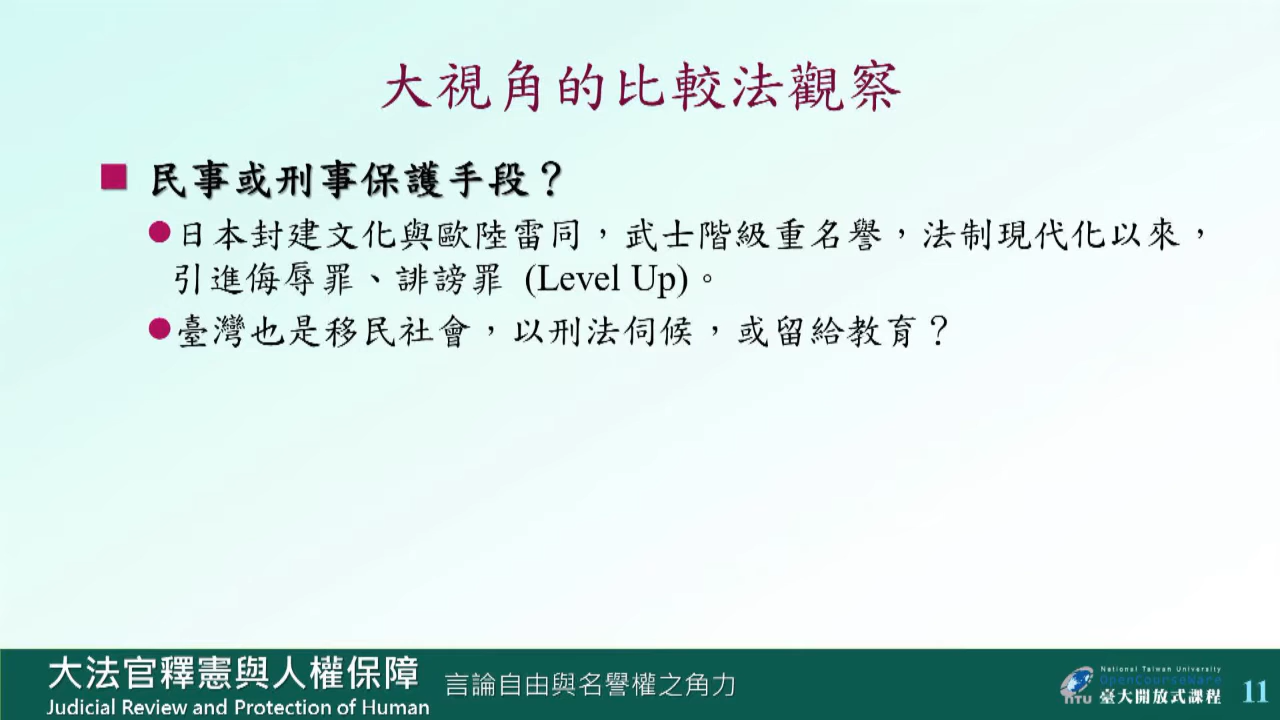 大視角的比較法觀察
民事或刑事保護手段？
日本封建文化與歐陸雷同，武士階級重名譽，法制現代化以來，
引進侮辱罪、誹謗罪 (Level Up)。
臺灣也是移民社會，以刑法伺候，或留給教育？
大法官釋憲與人權保障
Judicial Review and Protection of Human
言論自由與名譽權之角力
National Taiwan University
OpenCourseWare
NTU 臺大開放式課程
11